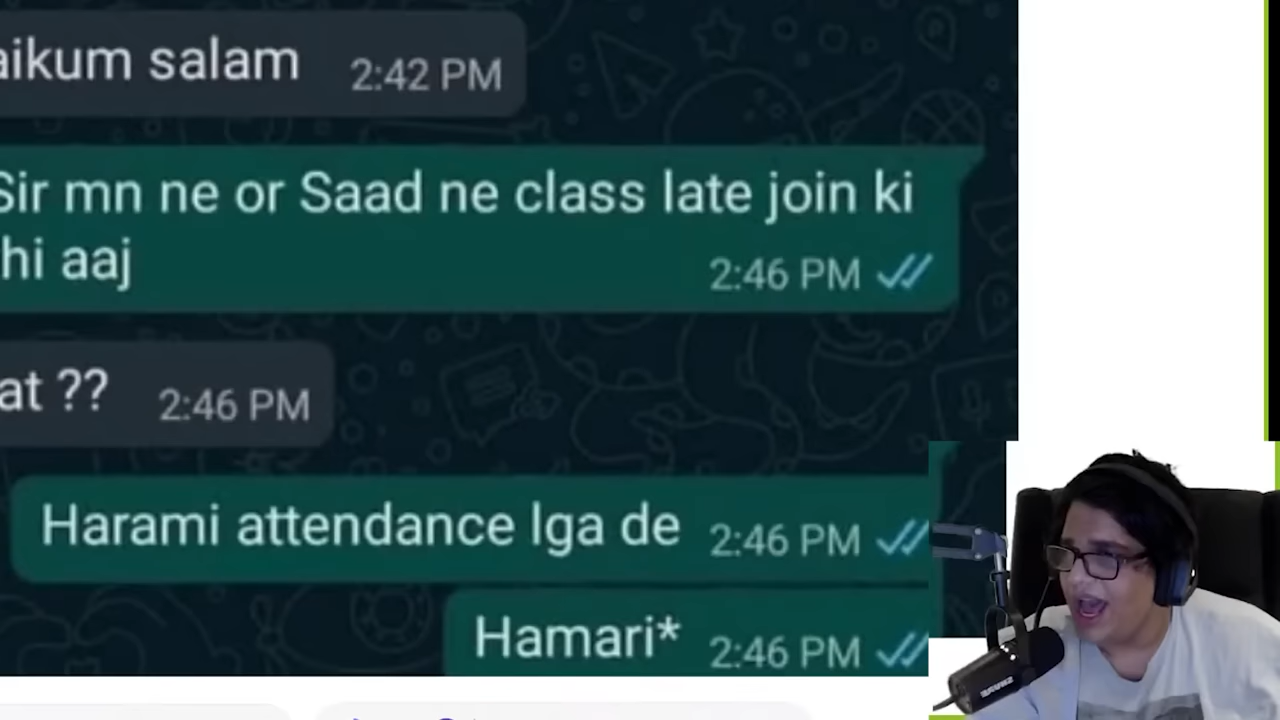 aikum salam 2:42 PM
Sir mn ne or Saad ne class late join ki
hi aaj 2:46 PM
at ?? 2:46 PM
Harami attendance lga de 2:46 PM
Hamari* 2:46 PM